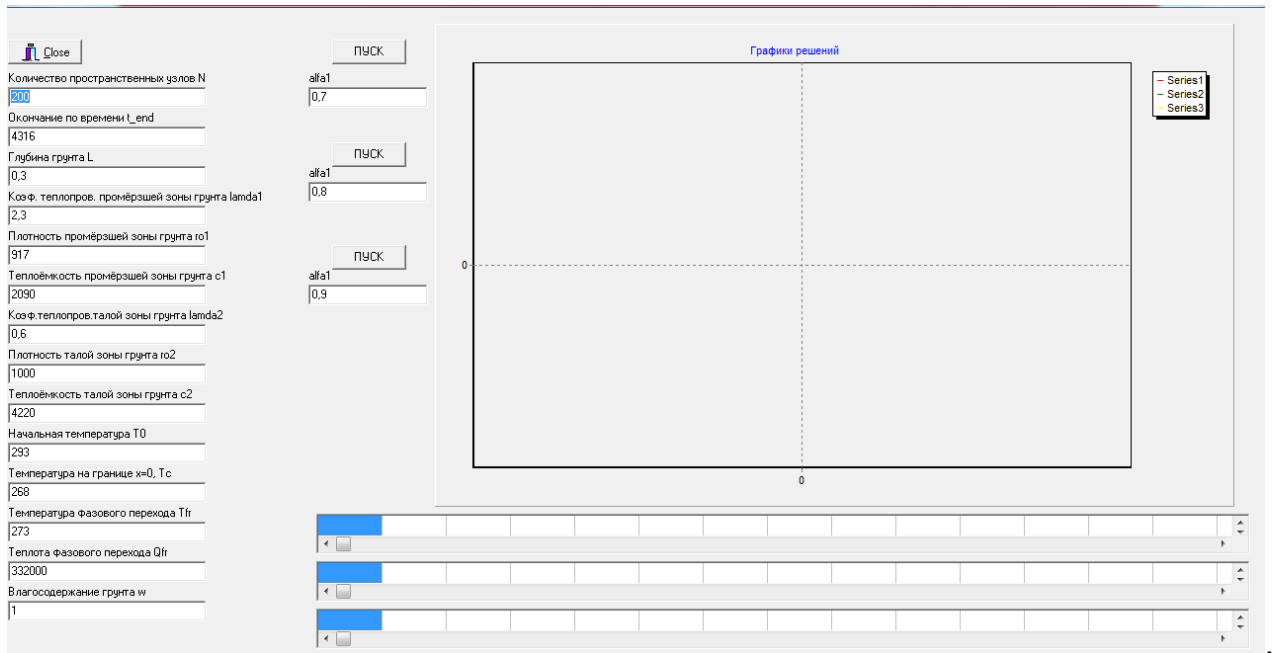 Close
Количество пространственных узлов N
200
Окончание по времени t_end
4316
Глубина грунта L
0,3
Коэф. теплопров. промёрзшей зоны грунта lamda1
2,3
Плотность промёрзшей зоны грунта ro1
917
Теплоёмкость промёрзшей зоны грунта c1
2090
Коэф.теплопров.талой зоны грунта lamda2
0,6
Плотность талой зоны грунта ro2
1000
Теплоёмкость талой зоны грунта c2
4220
Начальная температура T0
293
Температура на границе x=0, Tc
268
Температура фазового перехода Tfr
273
Теплота фазового перехода Qfr
332000
Влагосодержание грунта w
1
ПУСК
alfa1
0,7
ПУСК
alfa1
0,8
ПУСК
alfa1
0,9
Графики решений
0
0
Series1
Series2
Series3